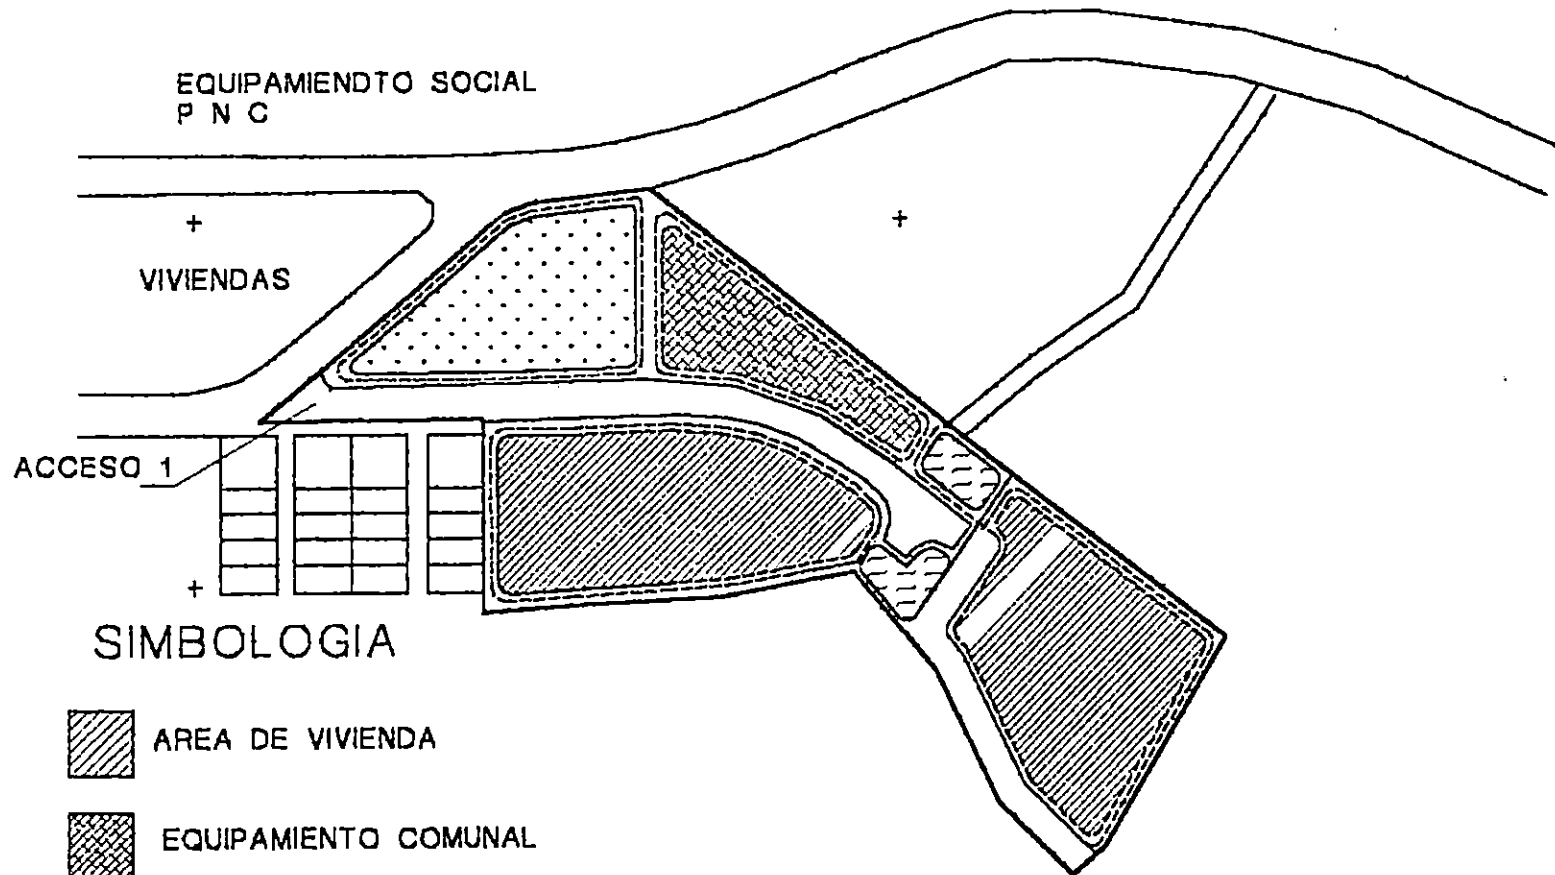 EQUIPAMIENDTO SOCIAL
P N C
VIVIENDAS
ACCESO 1
SIMBOLOGIA
AREA DE VIVIENDA
EQUIPAMIENTO COMUNAL